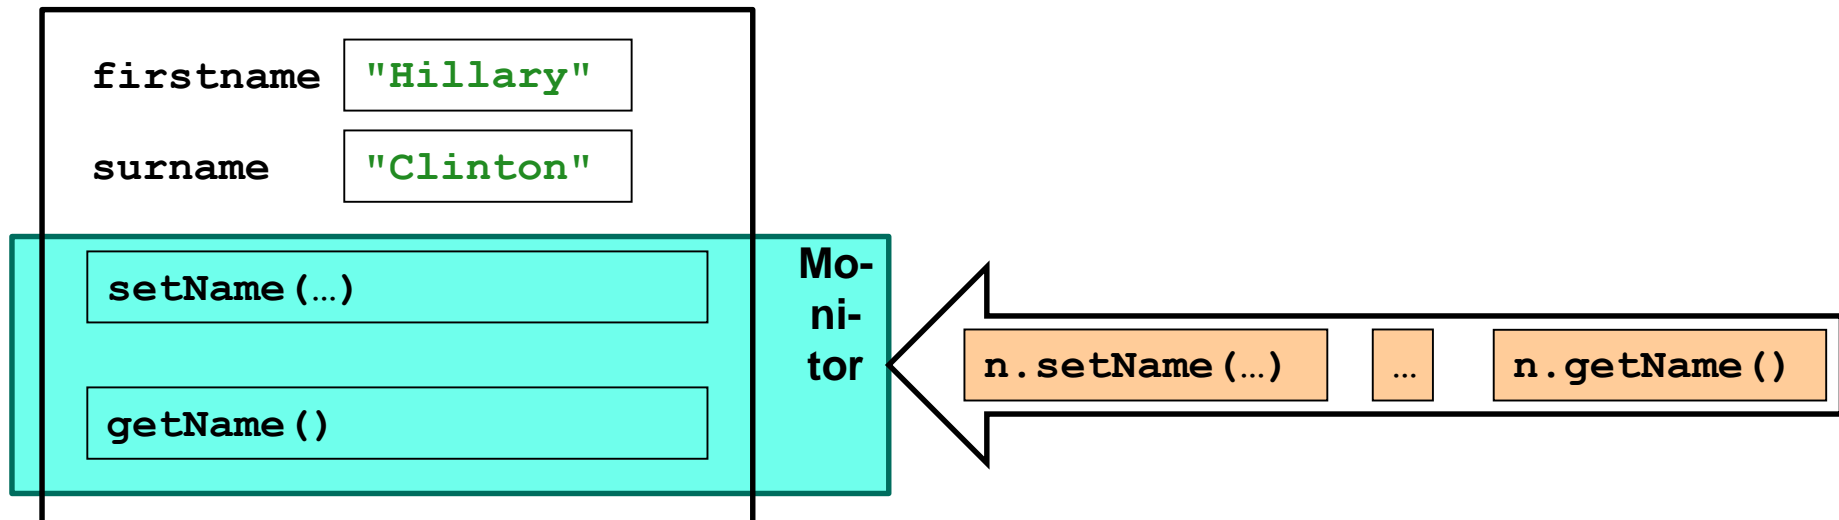 firstname "Hillary"
surname "Clinton"
setName(…)
getName()
Mo-
ni-
tor
n.setName(…) … n.getName()